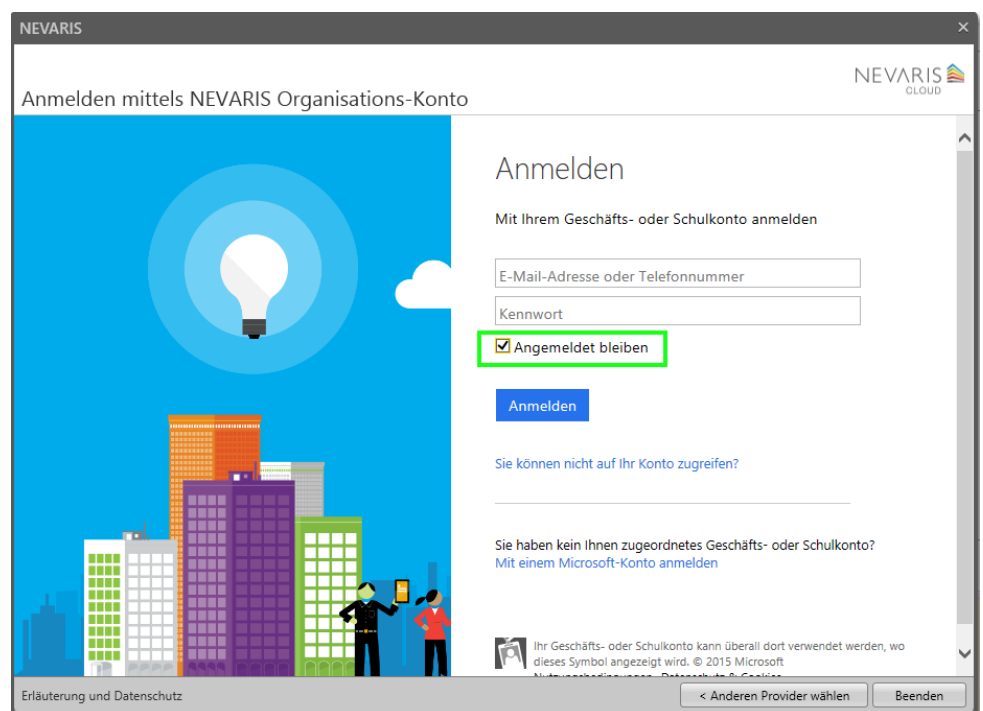 NEVARIS
NEVARIS
CLOUD
Anmelden mittels NEVARIS Organisations-Konto
Anmelden
Mit Ihrem Geschäfts- oder Schulkonto anmelden
E-Mail-Adresse oder Telefonnummer
Kennwort
Angemeldet bleiben
Anmelden
Sie können nicht auf Ihr Konto zugreifen?
Sie haben kein Ihnen zugeordnetes Geschäfts- oder Schulkonto?
Mit einem Microsoft-Konto anmelden
Ihr Geschäfts- oder Schulkonto kann überall dort verwendet werden, wo
dieses Symbol angezeigt wird. © 2015 Microsoft
Nutzungsbedingungen Datenschutz & Cookies
Erläuterung und Datenschutz
< Anderen Provider wählen
Beenden